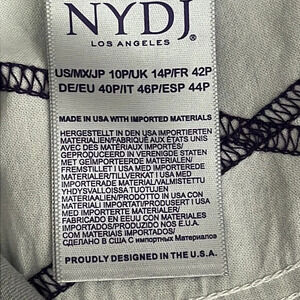 NYDJ
LOS ANGELES
US/MX/JP 10P/UK 14P/FR 42P
DE/EU 40P/IT 46P/ESP 44P
MADE IN USA WITH IMPORTED MATERIALS
HERGESTELLT IN DEN USA IMPORTIERTEN
MATERIALIEN/FABRIQUÉ AUX ÉTATS UNIS
AVEC DES MATÉRIAUX IMPORTÉS/
GEPRODUCEERD IN VERENIGDE STATEN
MET GEÏMPORTEERDE MATERIALEN/
FREMSTILLET I USA MED IMPORTEREDE
MATERIALER/TILLVERKAT I USA MED
IMPORTERADE MATERIAL/VALMISTETTU
YHDYSVALLOISSA TUOTUJA
MATERIAALIEN/PRODOTTO IN USA CON
MATERIALI IMPORTATI/PRODUSERT I USA
MED IMPORTERTE MATERIALER/
FABRICADO EN EEUU CON MATERIALES
IMPORTADOS/PRODUZIDO NOS E.U.A.
COM MATERIAIS IMPORTADOS/
СДЕЛАНО В США С импортных Материалов
PROUDLY DESIGNED IN THE U.S.A.